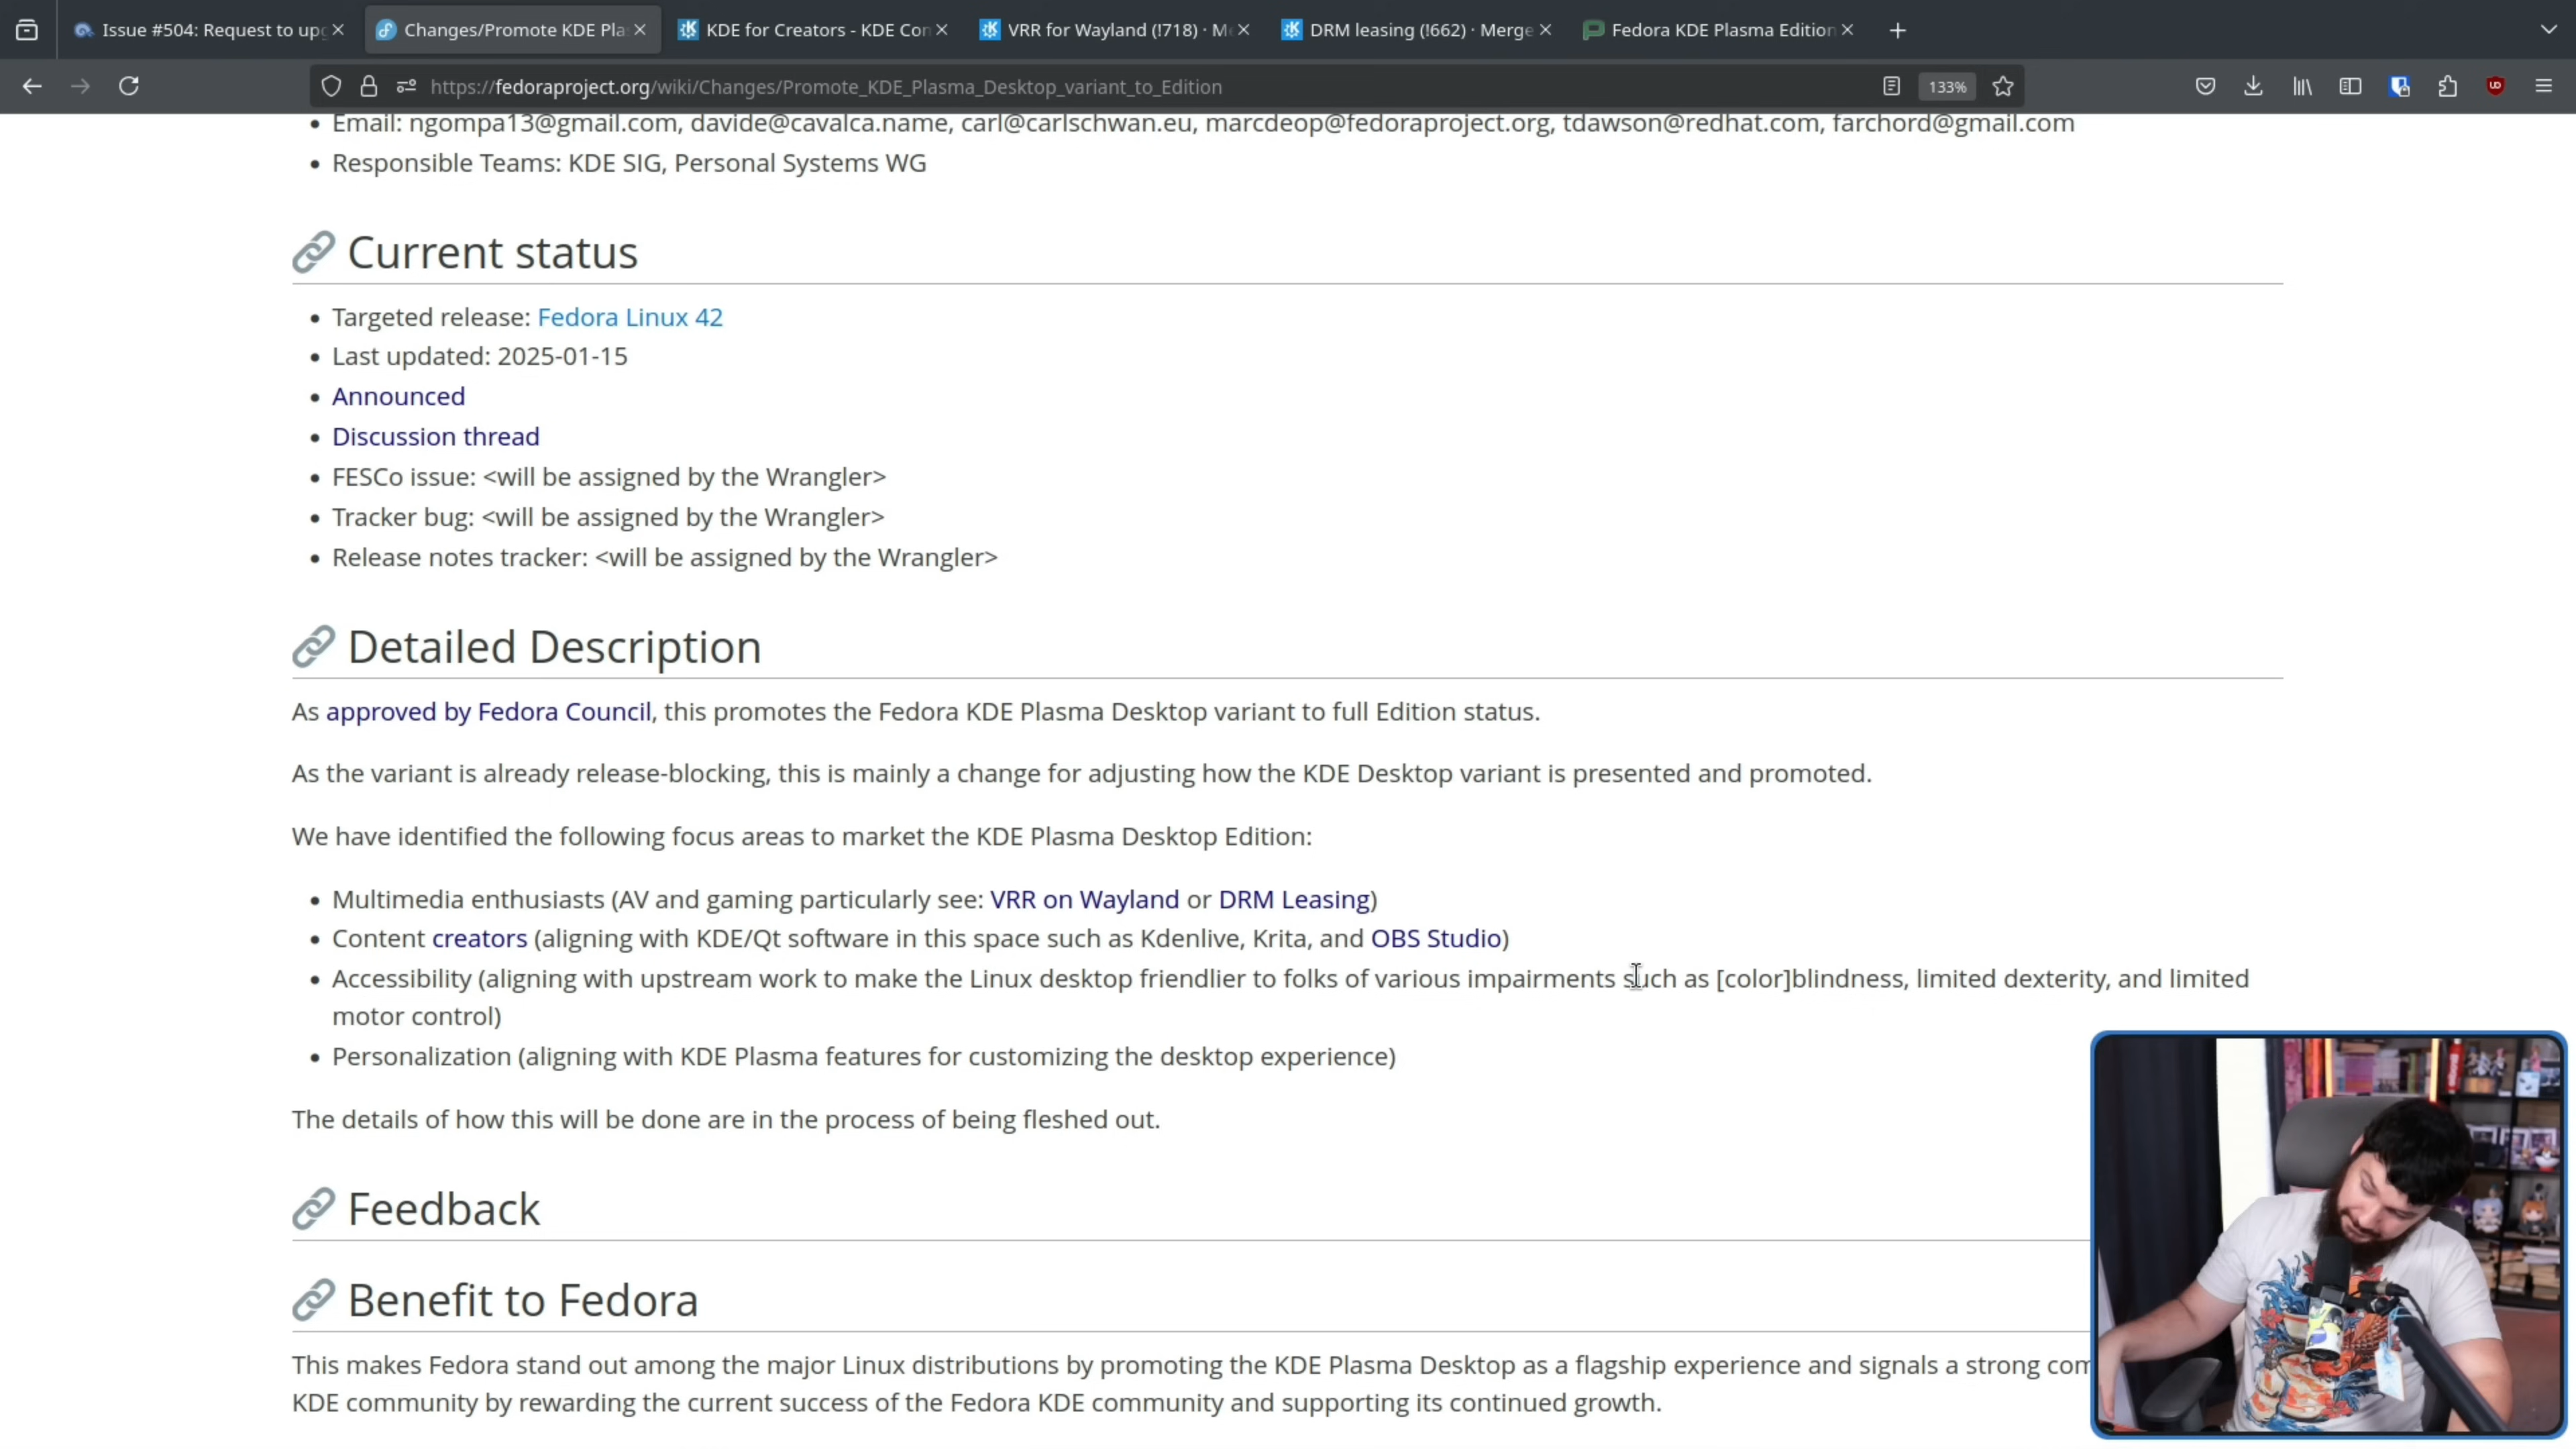 Issue #504: Request to upg
Changes/Promote KDE Pla
KDE for Creators - KDE Con
VRR for Wayland (!718) · Me
DRM leasing (!662) · Merge
Fedora KDE Plasma Edition
https://fedoraproject.org/wiki/Changes/Promote_KDE_Plasma_Desktop_variant_to_Edition
133%
• Email: ngompa13@gmail.com, davide@cavalca.name, carl@carlschwan.eu, marcdeop@fedoraproject.org, tdawson@redhat.com, farchord@gmail.com
• Responsible Teams: KDE SIG, Personal Systems WG
Current status
• Targeted release: Fedora Linux 42
• Last updated: 2025-01-15
• Announced
• Discussion thread
• FESCo issue: <will be assigned by the Wrangler>
• Tracker bug: <will be assigned by the Wrangler>
• Release notes tracker: <will be assigned by the Wrangler>
Detailed Description
As approved by Fedora Council, this promotes the Fedora KDE Plasma Desktop variant to full Edition status.
As the variant is already release-blocking, this is mainly a change for adjusting how the KDE Desktop variant is presented and promoted.
We have identified the following focus areas to market the KDE Plasma Desktop Edition:
• Multimedia enthusiasts (AV and gaming particularly see: VRR on Wayland or DRM Leasing)
• Content creators (aligning with KDE/Qt software in this space such as Kdenlive, Krita, and OBS Studio)
• Accessibility (aligning with upstream work to make the Linux desktop friendlier to folks of various impairments such as [color]blindness, limited dexterity, and limited
motor control)
• Personalization (aligning with KDE Plasma features for customizing the desktop experience)
The details of how this will be done are in the process of being fleshed out.
Feedback
Benefit to Fedora
This makes Fedora stand out among the major Linux distributions by promoting the KDE Plasma Desktop as a flagship experience and signals a strong com
KDE community by rewarding the current success of the Fedora KDE community and supporting its continued growth.